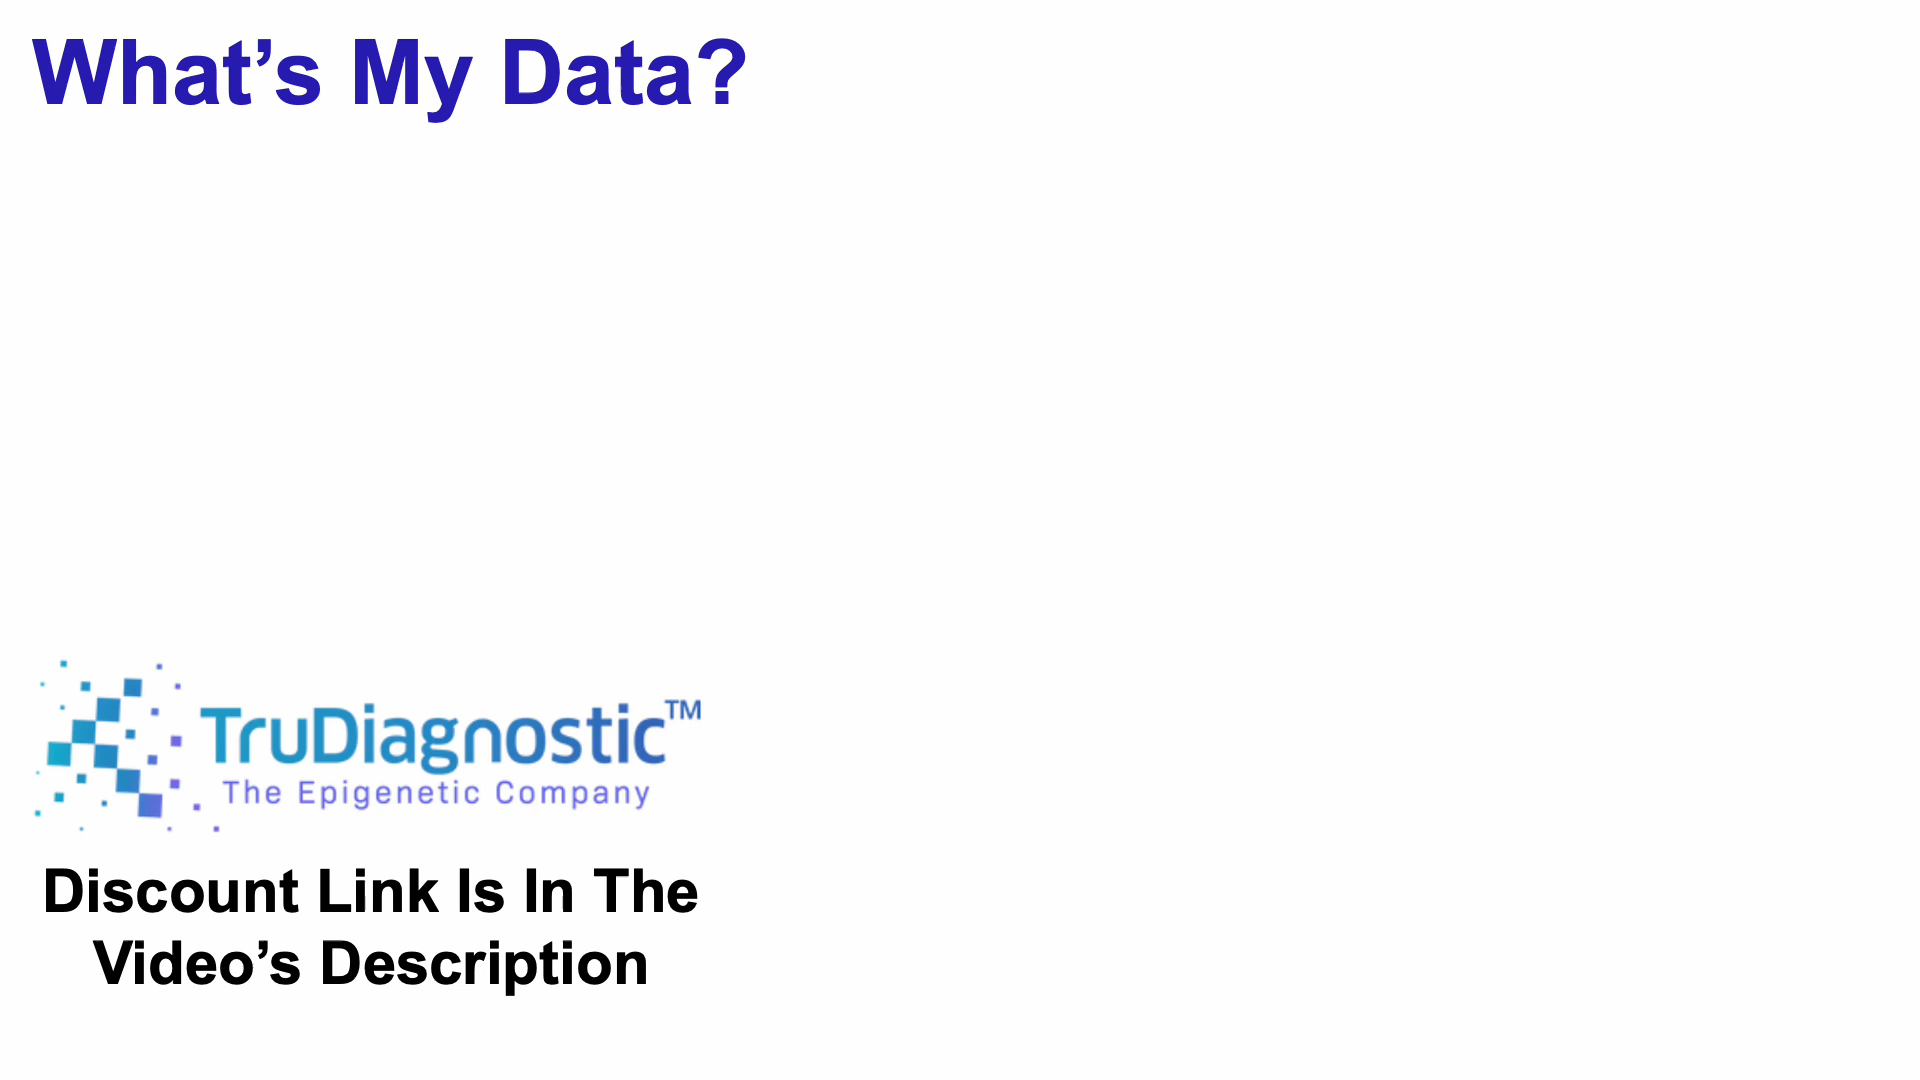 What’s My Data?
TruDiagnostic™
The Epigenetic Company
Discount Link Is In The
Video’s Description